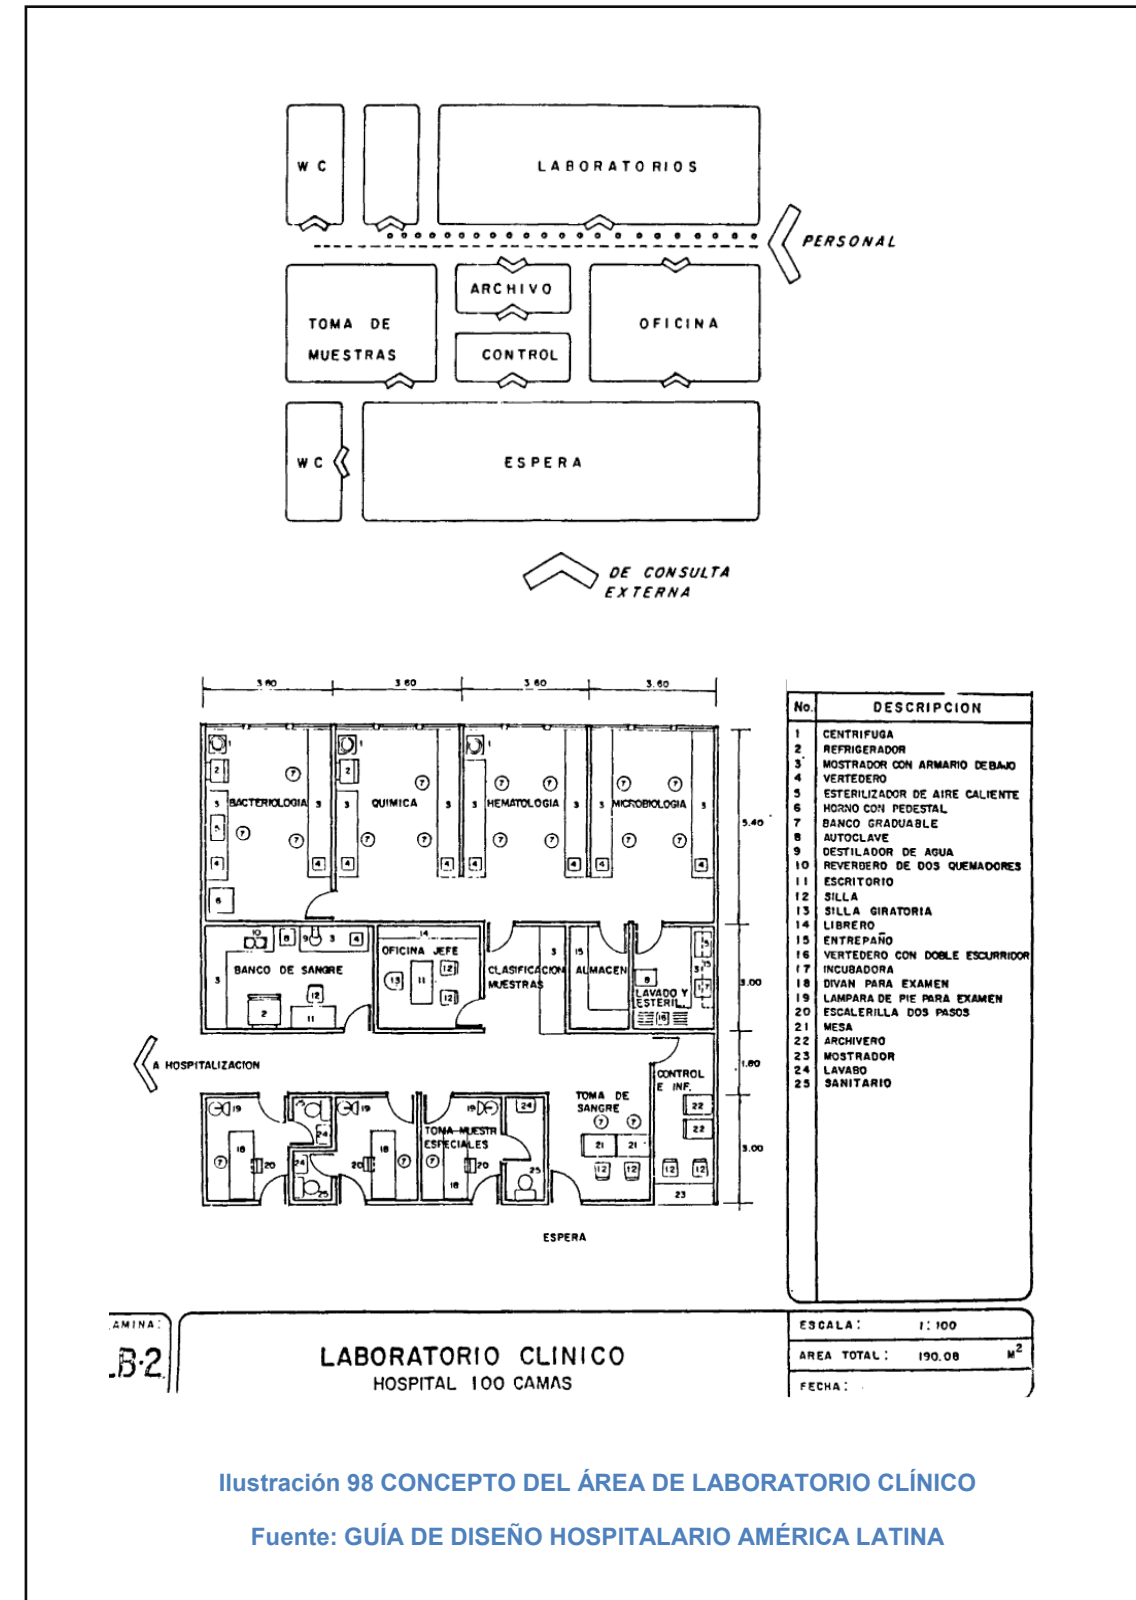 WC
LABORATORIOS
PERSONAL
ARCHIVO
TOMA DE
MUESTRAS
OFICINA
CONTROL
WC
ESPERA
DE CONSULTA
EXTERNA
3.60 3.60 3.60 3.60
BACTERIOLOGIA QUIMICA HEMATOLOGIA MICROBIOLOGIA
5.40
BANCO DE SANGRE
OFICINA JEFE
CLASIFICACION
MUESTRAS
ALMACEN
LAVADO Y
ESTERIL.
3.00
A HOSPITALIZACION
CONTROL
E INF.
1.80
TOMA DE
SANGRE
TOMA MUESTR
ESPECIALES
3.00
ESPERA
No. DESCRIPCION
1 CENTRIFUGA
2 REFRIGERADOR
3 MOSTRADOR CON ARMARIO DEBAJO
4 VERTEDERO
5 ESTERILIZADOR DE AIRE CALIENTE
6 HORNO CON PEDESTAL
7 BANCO GRADUABLE
8 AUTOCLAVE
9 DESTILADOR DE AGUA
10 REVERBERO DE DOS QUEMADORES
11 ESCRITORIO
12 SILLA
13 SILLA GIRATORIA
14 LIBRERO
15 ENTREPAÑO
16 VERTEDERO CON DOBLE ESCURRIDOR
17 INCUBADORA
18 DIVAN PARA EXAMEN
19 LAMPARA DE PIE PARA EXAMEN
20 ESCALERILLA DOS PASOS
21 MESA
22 ARCHIVERO
23 MOSTRADOR
24 LAVABO
25 SANITARIO
AMINA:
.B-2
LABORATORIO CLINICO
HOSPITAL 100 CAMAS
ESCALA: 1:100
AREA TOTAL: 190.08 M²
FECHA:
Ilustración 98 CONCEPTO DEL ÁREA DE LABORATORIO CLÍNICO
Fuente: GUÍA DE DISEÑO HOSPITALARIO AMÉRICA LATINA